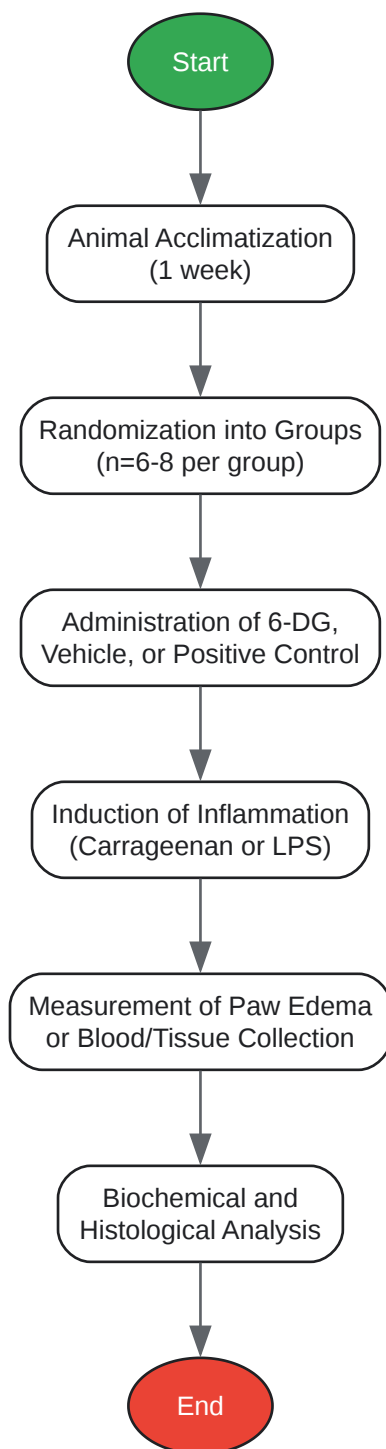 Start
Animal Acclimatization
(1 week)
Randomization into Groups
(n=6-8 per group)
Administration of 6-DG,
Vehicle, or Positive Control
Induction of Inflammation
(Carrageenan or LPS)
Measurement of Paw Edema
or Blood/Tissue Collection
Biochemical and
Histological Analysis
End